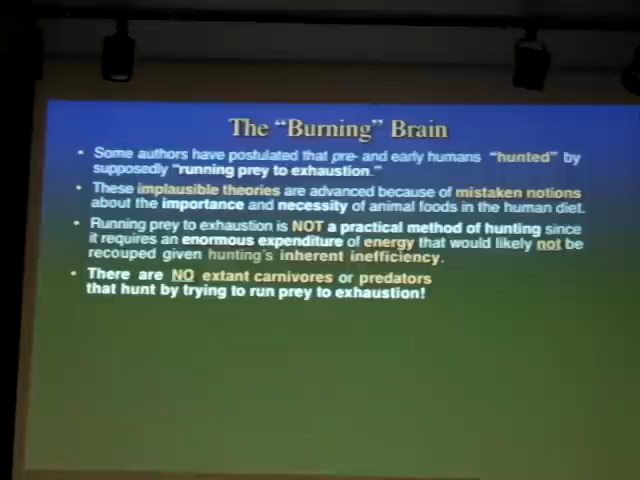 The “Burning” Brain
• Some authors have postulated that pre- and early humans “hunted” by
supposedly “running prey to exhaustion.”
• These implausible theories are advanced because of mistaken notions
about the importance and necessity of animal foods in the human diet.
• Running prey to exhaustion is NOT a practical method of hunting since
it requires an enormous expenditure of energy that would likely not be
recouped given hunting's inherent inefficiency.
• There are NO extant carnivores or predators
that hunt by trying to run prey to exhaustion!